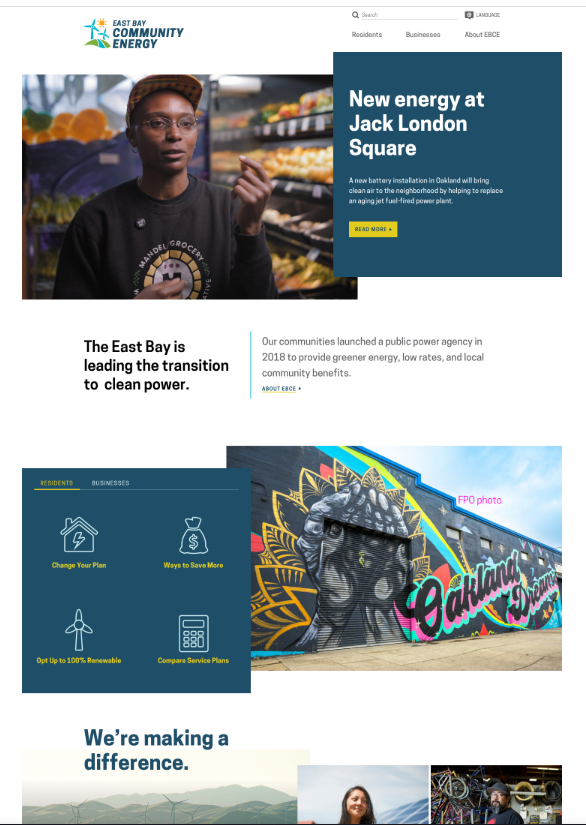 EAST BAY
COMMUNITY
ENERGY
Search
LANGUAGE
Residents
Businesses
About EBCE
New energy at
Jack London
Square
A new battery installation in Oakland will bring
clean air to the neighborhood by helping to replace
an aging jet fuel-fired power plant.
READ MORE
MANDELA GROCERY
The East Bay is
leading the transition
to clean power.
Our communities launched a public power agency in
2018 to provide greener energy, low rates, and local
community benefits.
ABOUT EBCE
RESIDENTS
BUSINESSES
FPO photo
Oakland
Dreams
Change Your Plan
Ways to Save More
$
Opt Up to 100% Renewable
Compare Service Plans
We're making a
difference.